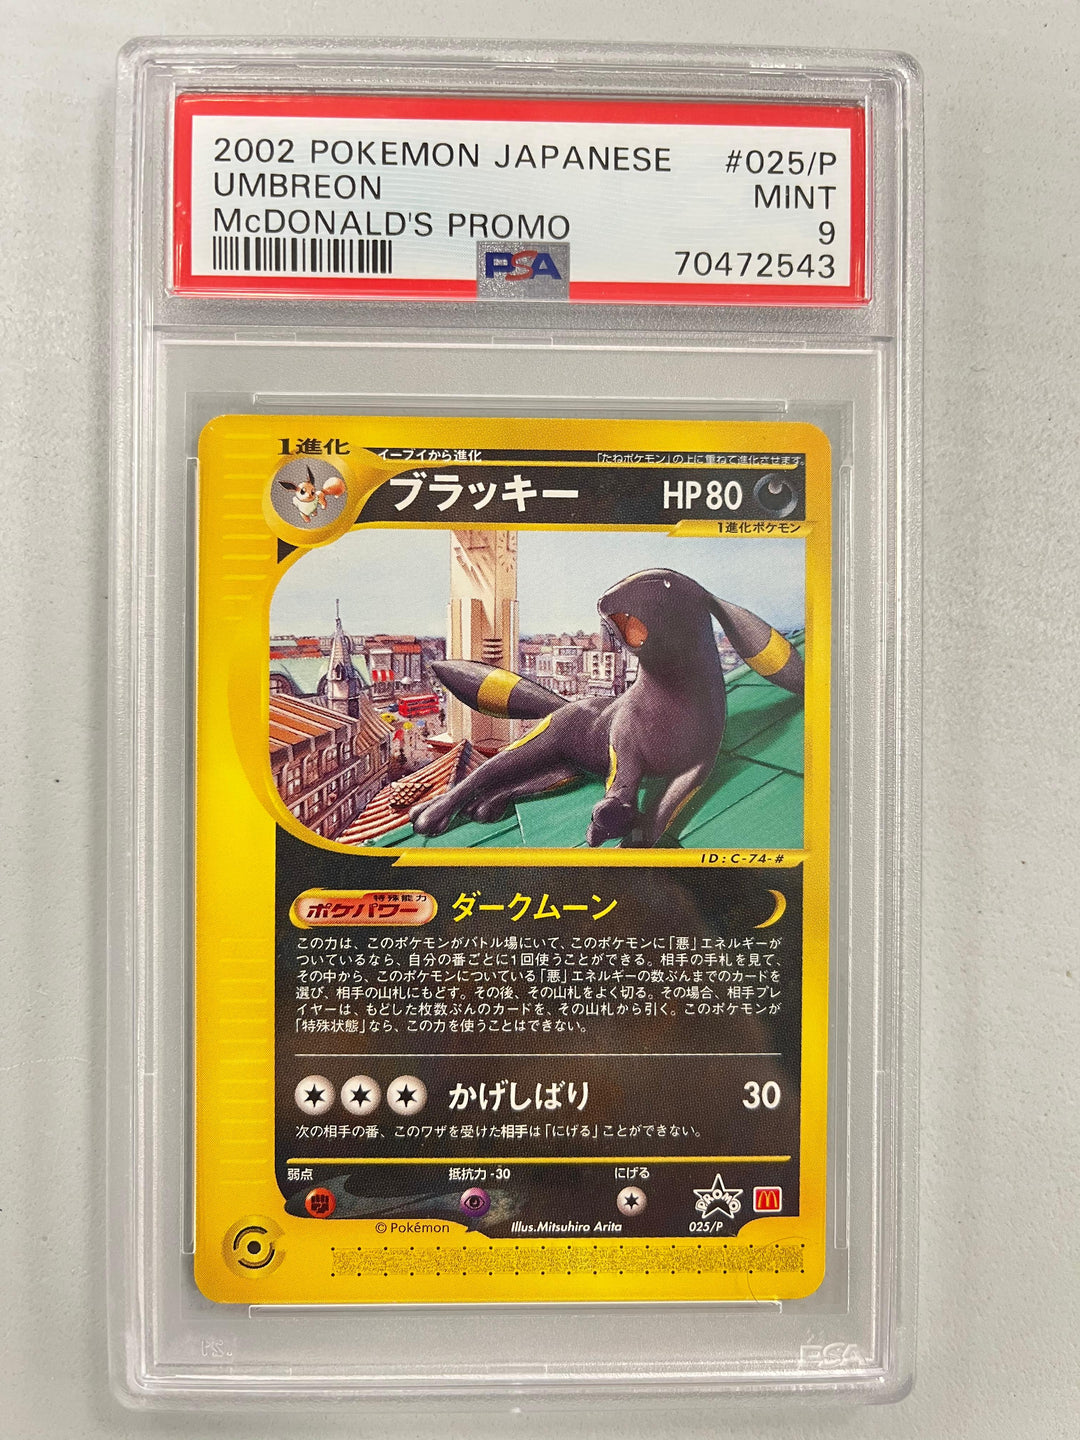 2002 POKEMON JAPANESE #025/P
UMBREON MINT
McDONALD'S PROMO 9
PSA 70472543
1進化
イーブイから進化 「たねポケモン」の上に重ねて進化させます。
ブラッキー HP80
1進化ポケモン
ID:C-74-#
特殊能力
ポケパワー ダークムーン
この力は、このポケモンがバトル場にいて、このポケモンに「悪」エネルギーが
ついているなら、自分の番ごとに1回使うことができる。相手の手札を見て、
その中から、このポケモンについている「悪」エネルギーの数ぶんまでのカードを
選び、相手の山札にもどす。その後、その山札をよく切る。その場合、相手プレ
イヤーは、もどした枚数ぶんのカードを、その山札から引く。このポケモンが
「特殊状態」なら、この力を使うことはできない。
かげしばり 30
次の相手の番、このワザを受けた相手は「にげる」ことができない。
弱点 抵抗力-30 にげる
PROMO
025/P
©Pokémon Illus.Mitsuhiro Arita
PSA